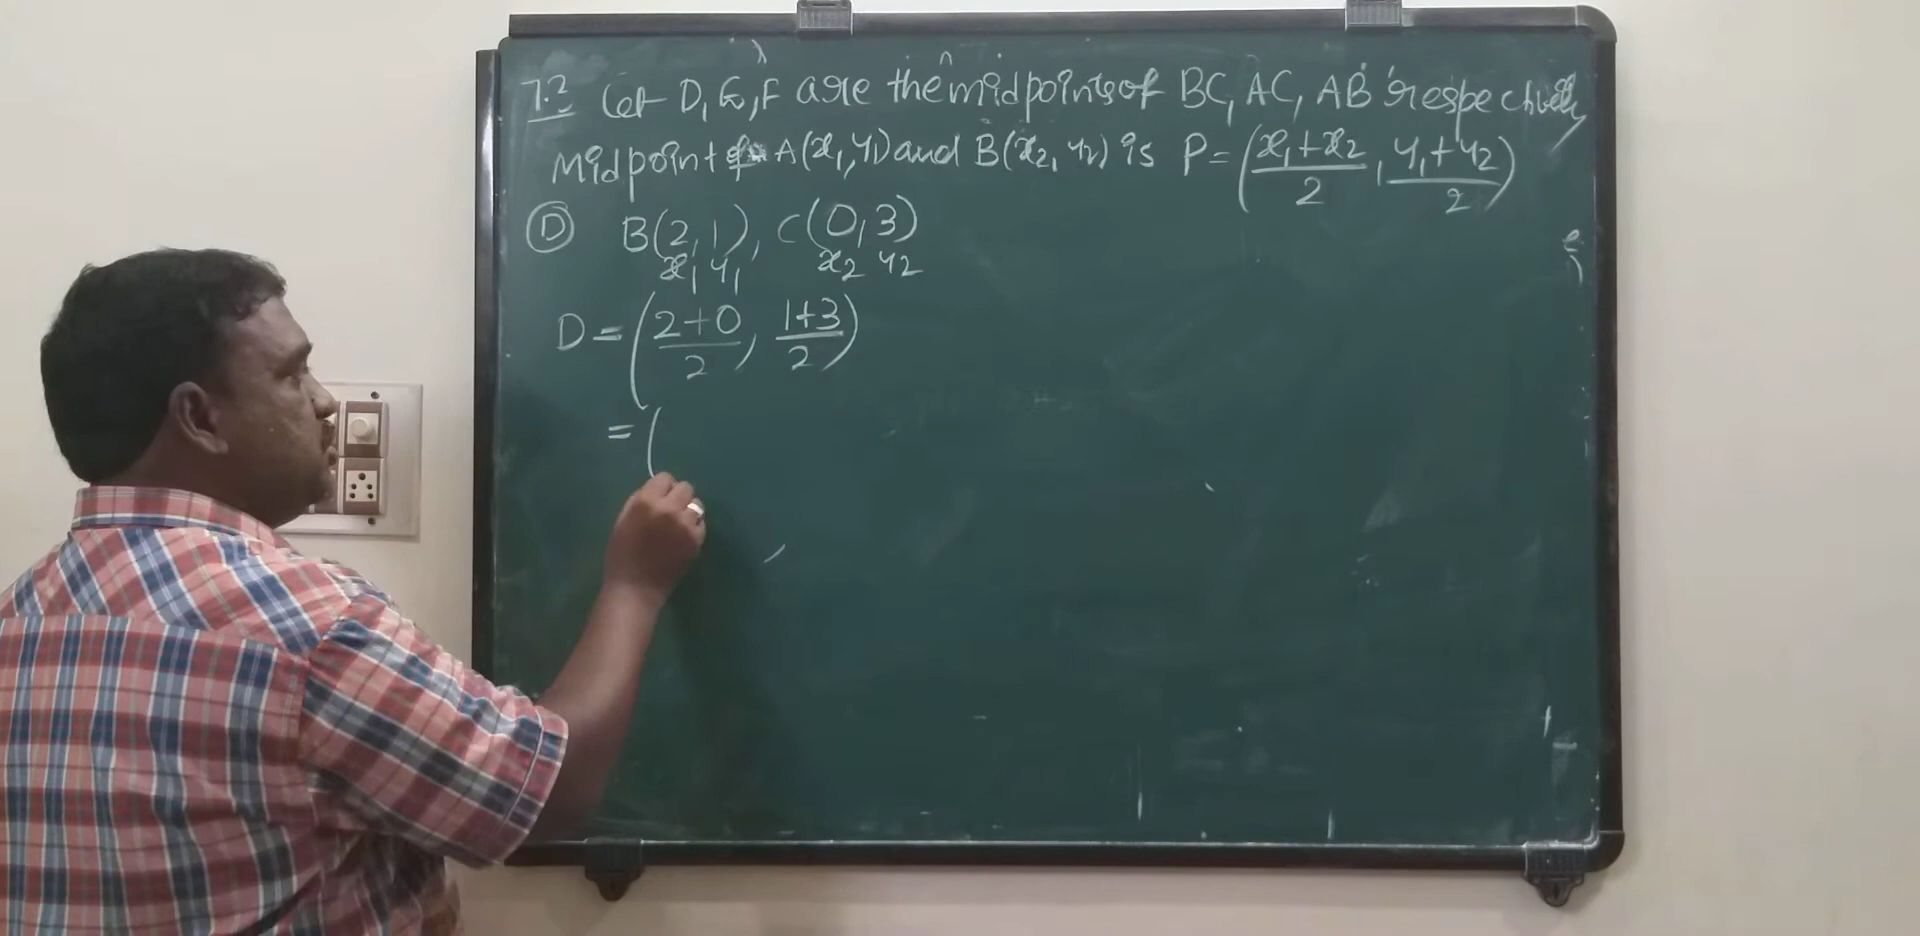 7.2 Let D, E, F are the midpoints of BC, AC, AB respectively
Midpoint of A(x₁, y₁) and B(x₂, y₂) is P = ((x₁+x₂)/2, (y₁+y₂)/2)
Ⓓ B(2, 1), C(0, 3)
x₁ y₁ x₂ y₂
D = ((2+0)/2, (1+3)/2)
= (